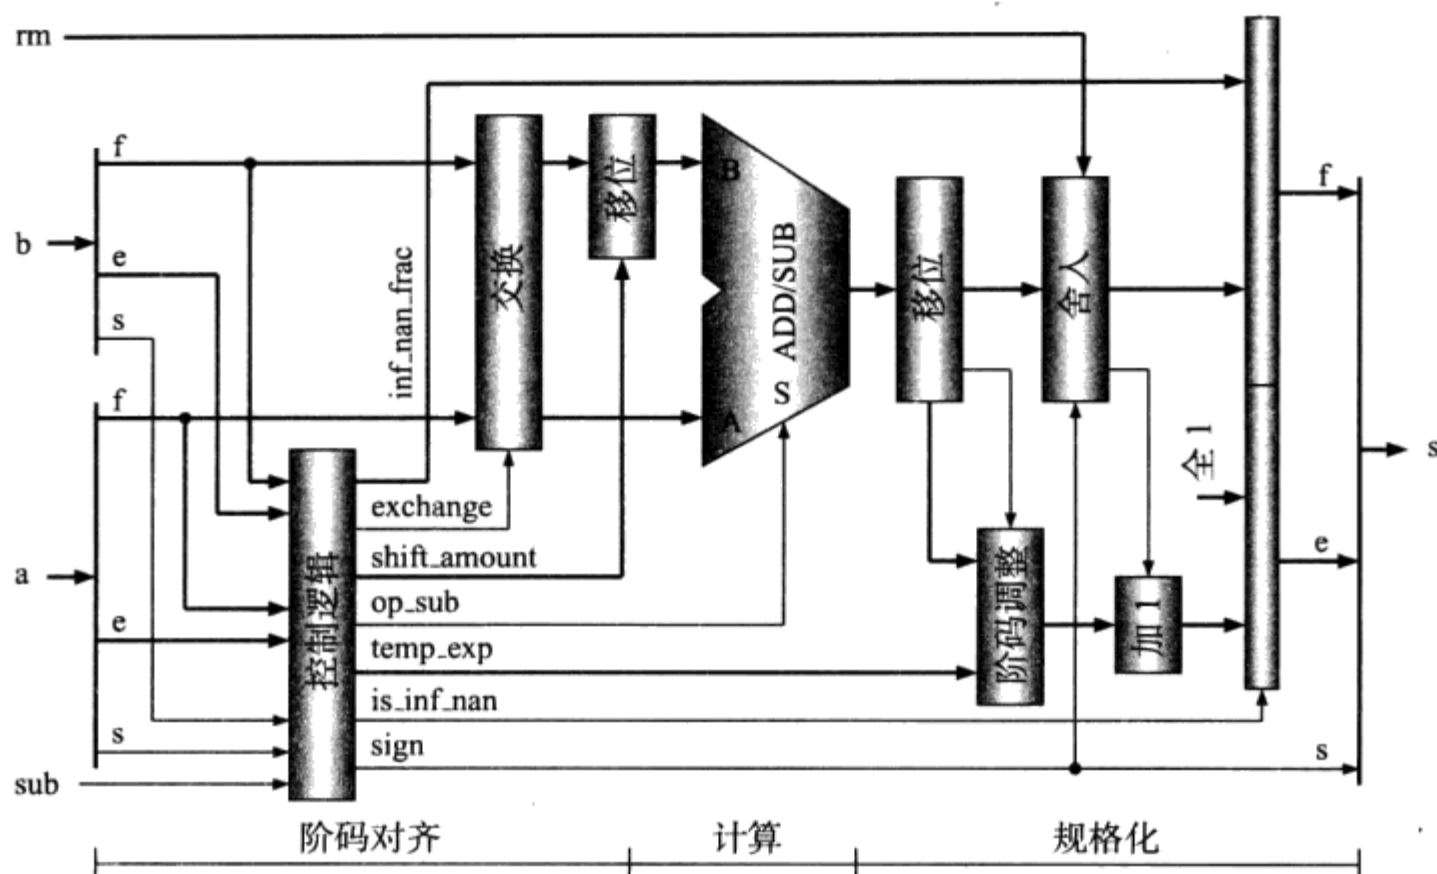 rm
f
b
e
s
f
a
e
s
sub
inf_nan_frac
交换
移位
控制逻辑
exchange
shift_amount
op_sub
temp_exp
is_inf_nan
sign
B
A
S
ADD/SUB
移位
舍人
阶码调整
加1
全1
f
e
s
s
阶码对齐
计算
规格化